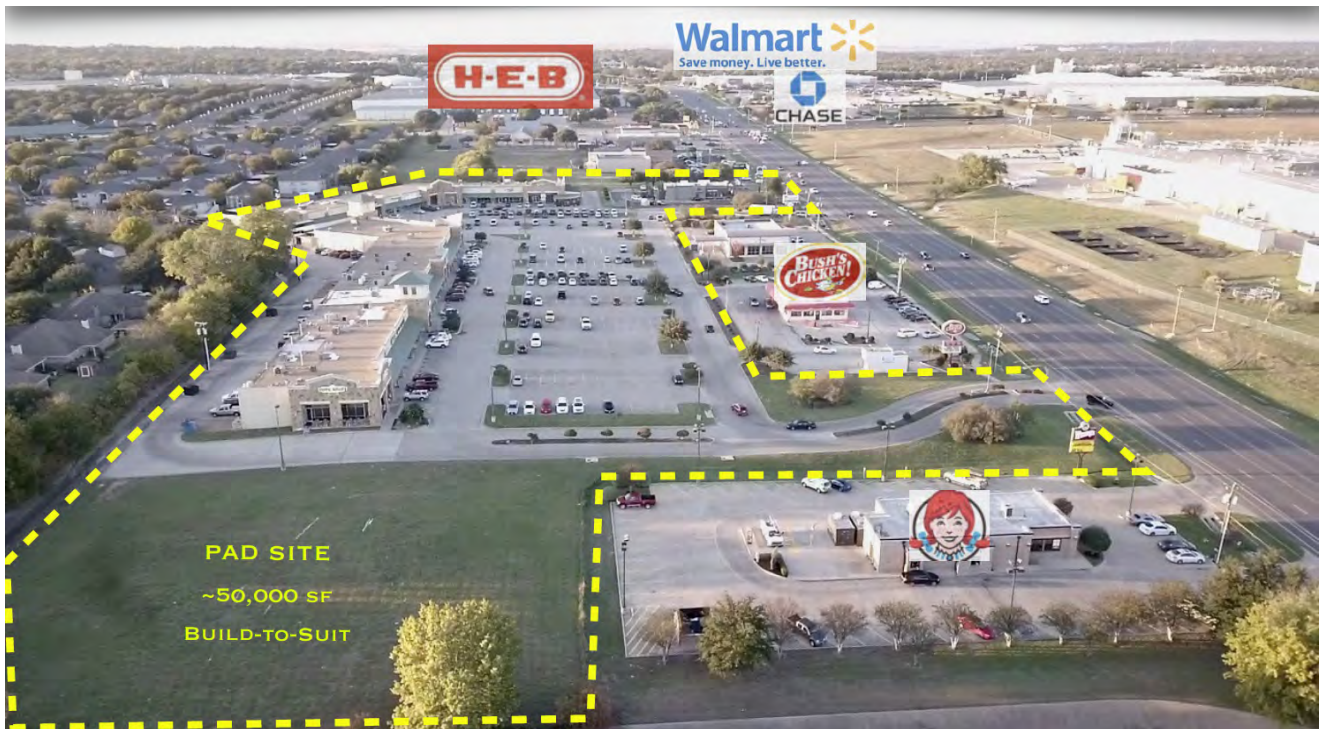 H-E-B
Walmart
Save money. Live better.
CHASE
BUSH'S
CHICKEN!
PAD SITE
~50,000 SF
BUILD-TO-SUIT